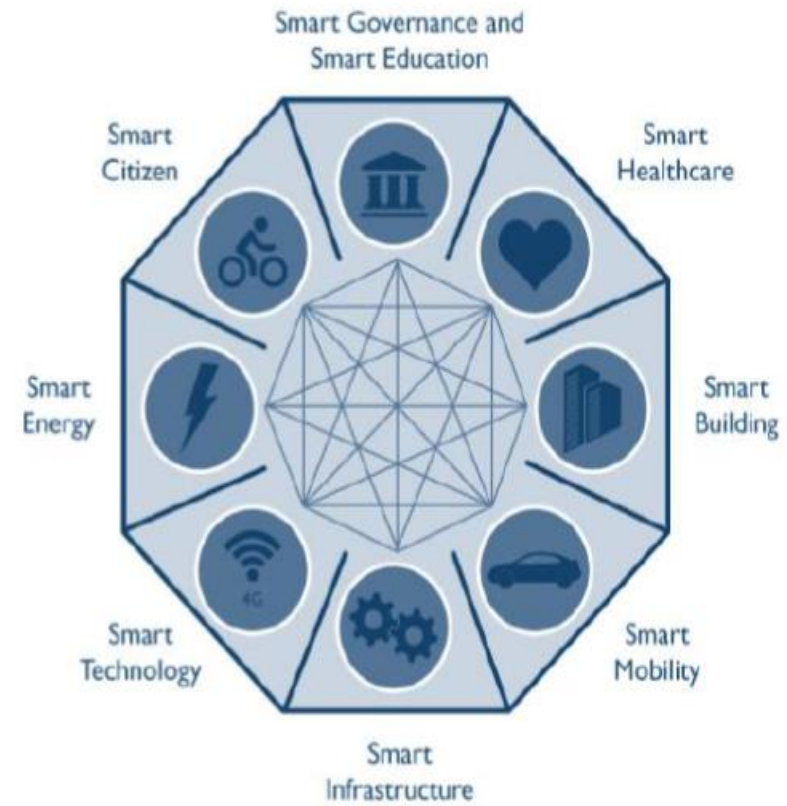 Smart Governance and
Smart Education
Smart
Citizen
Smart
Healthcare
Smart
Energy
Smart
Building
4G
Smart
Technology
Smart
Mobility
Smart
Infrastructure